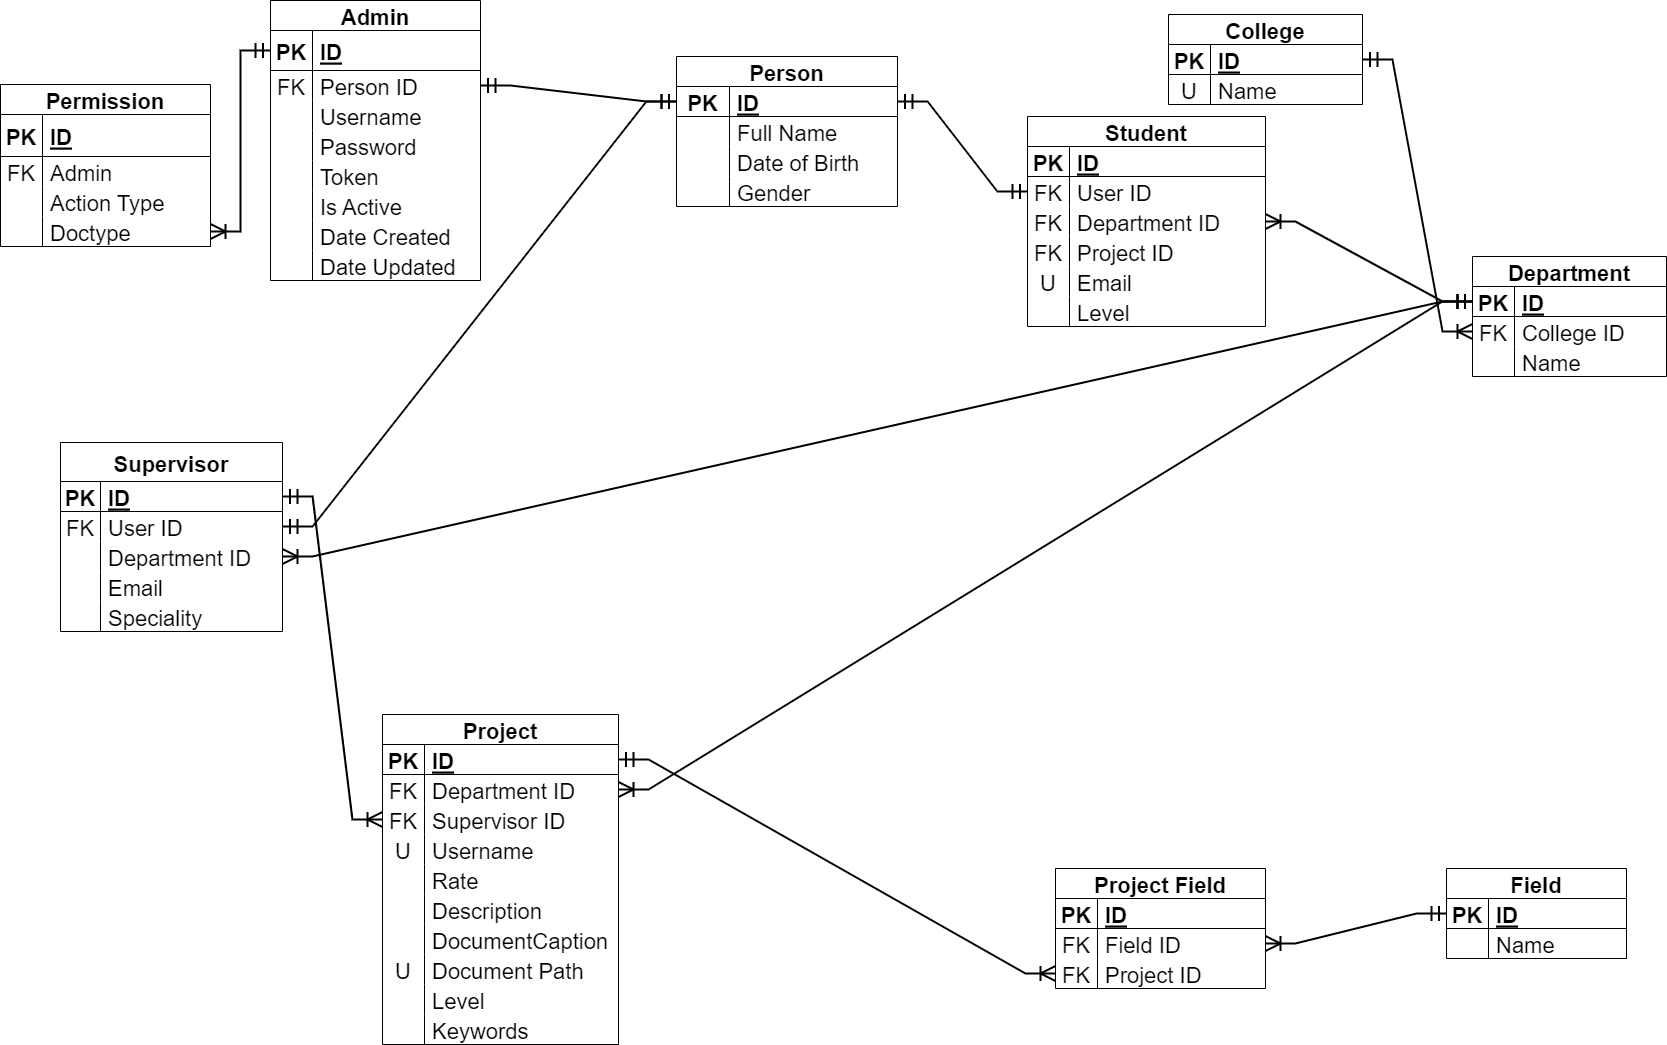 Admin
PK ID
FK Person ID
Username
Password
Token
Is Active
Date Created
Date Updated
Permission
PK ID
FK Admin
Action Type
Doctype
Person
PK ID
Full Name
Date of Birth
Gender
College
PK ID
U Name
Student
PK ID
FK User ID
FK Department ID
FK Project ID
U Email
Level
Department
PK ID
FK College ID
Name
Supervisor
PK ID
FK User ID
Department ID
Email
Speciality
Project
PK ID
FK Department ID
FK Supervisor ID
U Username
Rate
Description
DocumentCaption
U Document Path
Level
Keywords
Project Field
PK ID
FK Field ID
FK Project ID
Field
PK ID
Name